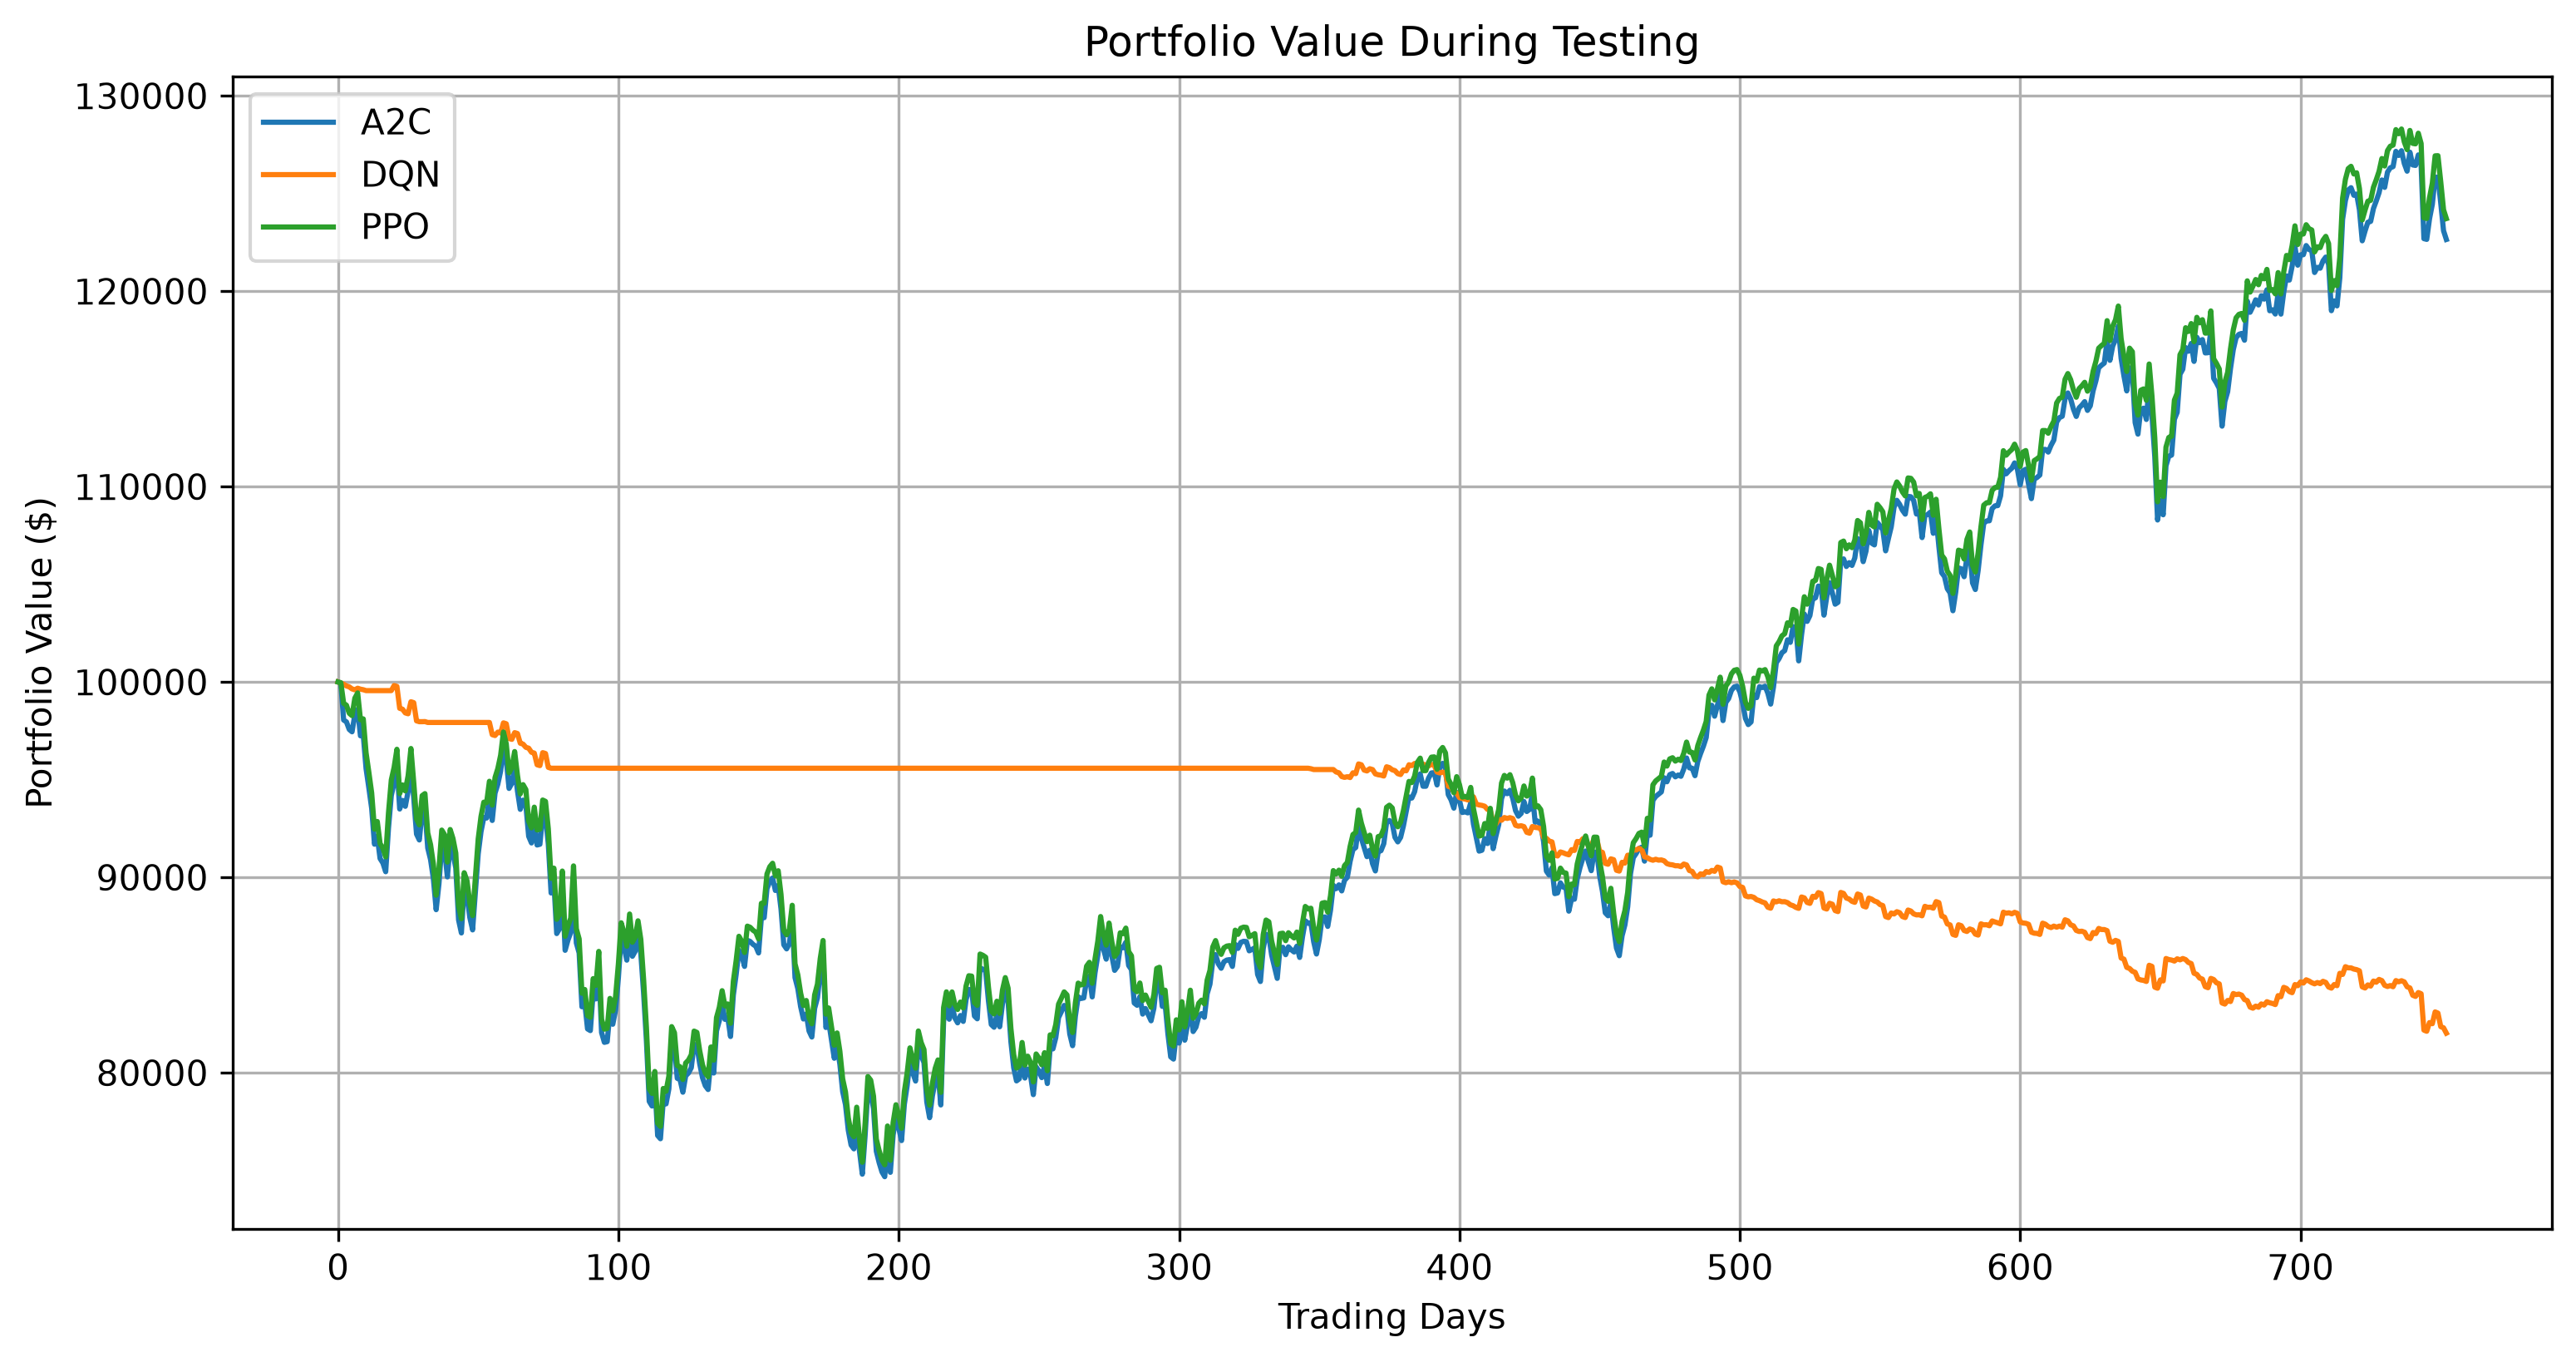 Portfolio Value During Testing
130000
120000
110000
100000
90000
80000
Portfolio Value ($)
A2C
DQN
PPO
0 100 200 300 400 500 600 700
Trading Days